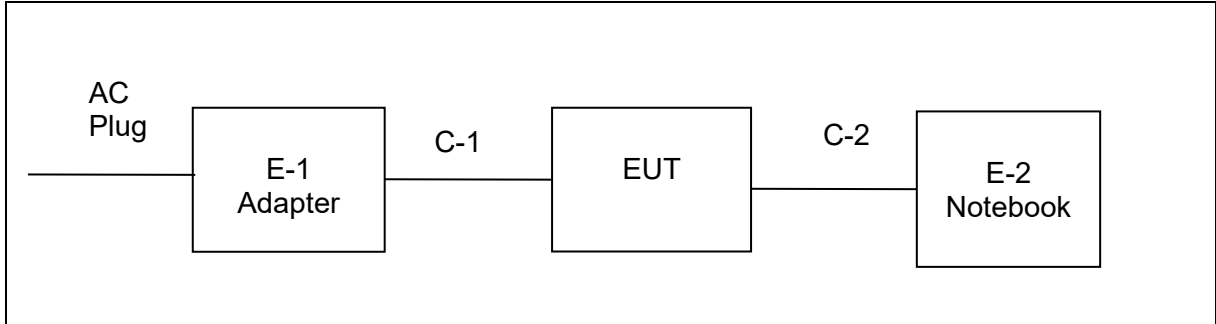 AC
Plug
E-1
Adapter
C-1
EUT
C-2
E-2
Notebook